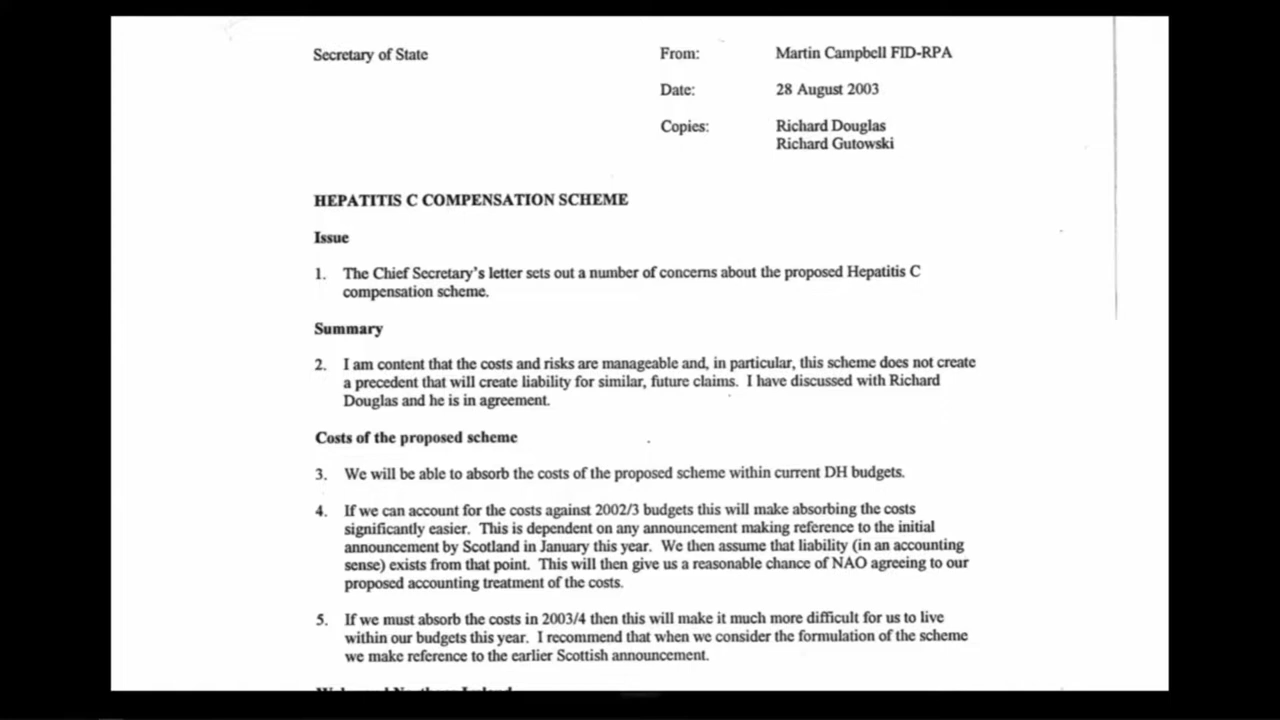 Secretary of State From: Martin Campbell FID-RPA
Date: 28 August 2003
Copies: Richard Douglas
Richard Gutowski
HEPATITIS C COMPENSATION SCHEME
Issue
1. The Chief Secretary's letter sets out a number of concerns about the proposed Hepatitis C
compensation scheme.
Summary
2. I am content that the costs and risks are manageable and, in particular, this scheme does not create
a precedent that will create liability for similar, future claims. I have discussed with Richard
Douglas and he is in agreement.
Costs of the proposed scheme
3. We will be able to absorb the costs of the proposed scheme within current DH budgets.
4. If we can account for the costs against 2002/3 budgets this will make absorbing the costs
significantly easier. This is dependent on any announcement making reference to the initial
announcement by Scotland in January this year. We then assume that liability (in an accounting
sense) exists from that point. This will then give us a reasonable chance of NAO agreeing to our
proposed accounting treatment of the costs.
5. If we must absorb the costs in 2003/4 then this will make it much more difficult for us to live
within our budgets this year. I recommend that when we consider the formulation of the scheme
we make reference to the earlier Scottish announcement.